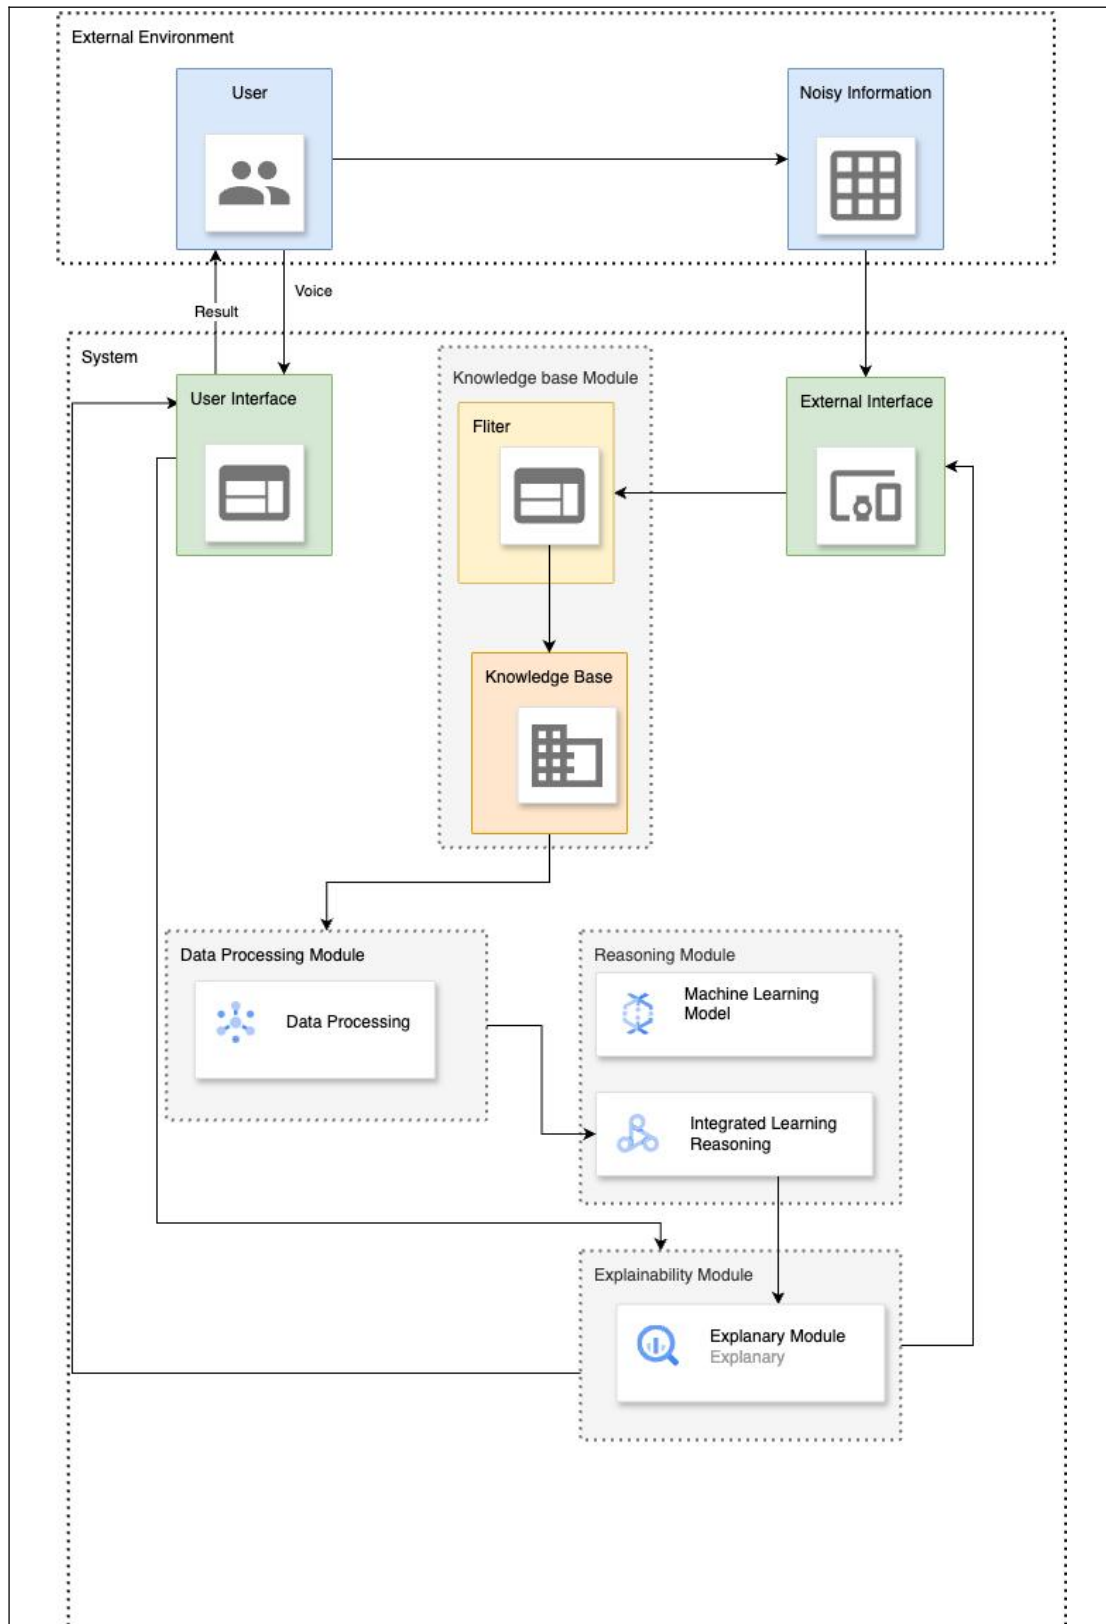 External Environment
User
Noisy Information
Voice
Result
System
Knowledge base Module
User Interface
External Interface
Fliter
Knowledge Base
Data Processing Module
Reasoning Module
Data Processing
Machine Learning
Model
Integrated Learning
Reasoning
Explainability Module
Explanary Module
Explanary